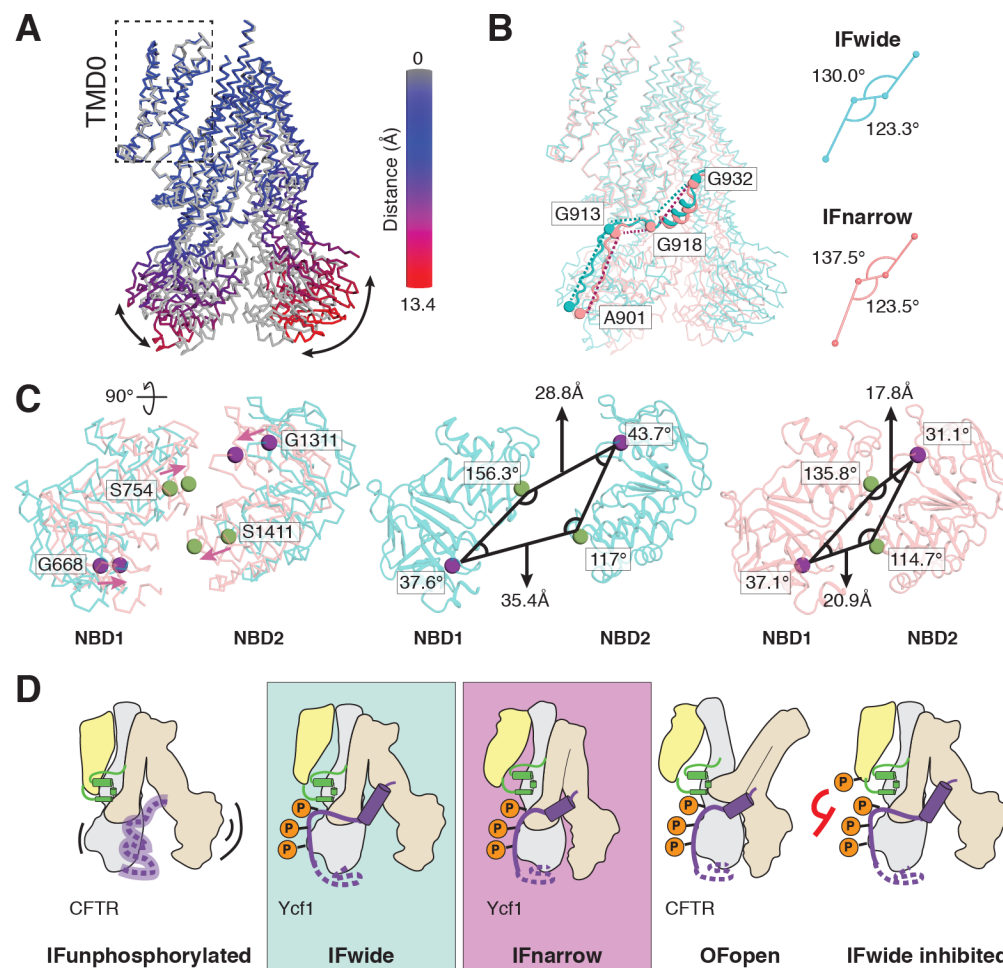 A
TMD0
0
Distance (Å)
13.4
B
G913
G932
G918
A901
IFwide
130.0°
123.3°
IFnarrow
137.5°
123.5°
C
90°
G1311
S754
S1411
G668
NBD1
NBD2
28.8Å
43.7°
156.3°
37.6°
117°
35.4Å
NBD1
NBD2
17.8Å
31.1°
135.8°
37.1°
114.7°
20.9Å
NBD1
NBD2
D
CFTR
IFunphosphorylated
P
P
P
Ycf1
IFwide
P
P
P
Ycf1
IFnarrow
P
P
P
CFTR
OFopen
P
P
P
P
IFwide inhibited